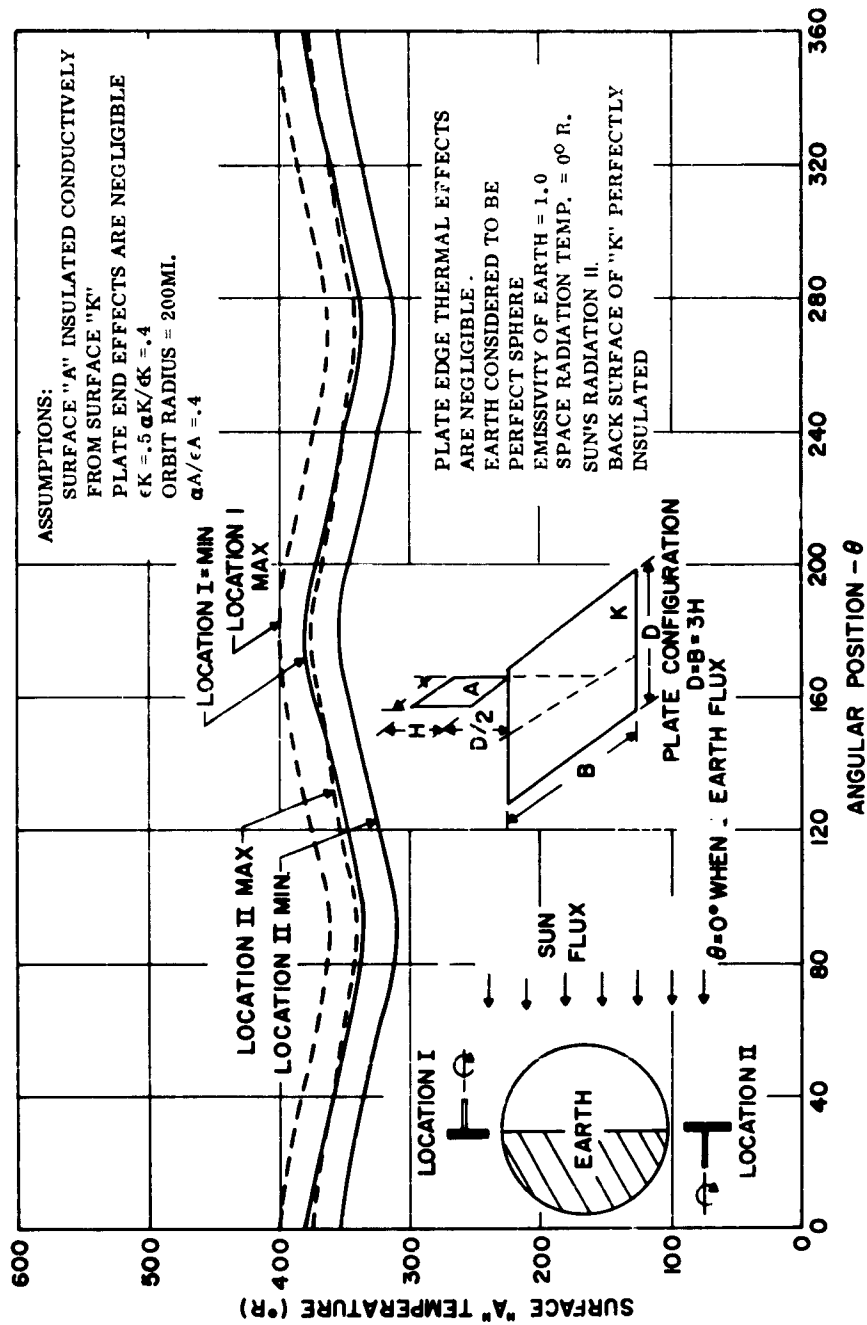 600
500
400
300
200
100
0
SURFACE "A" TEMPERATURE (°R)
0
40
80
120
160
200
240
280
320
360
ANGULAR POSITION - θ
ASSUMPTIONS:
SURFACE "A" INSULATED CONDUCTIVELY
FROM SURFACE "K"
PLATE END EFFECTS ARE NEGLIGIBLE
ϵK = .5 αK/ϵK = .4
ORBIT RADIUS = 200MI.
αA/ϵA = .4
LOCATION I = MIN
LOCATION I
MAX
LOCATION II MAX
LOCATION II MIN
PLATE EDGE THERMAL EFFECTS
ARE NEGLIGIBLE.
EARTH CONSIDERED TO BE
PERFECT SPHERE
EMISSIVITY OF EARTH = 1.0
SPACE RADIATION TEMP. = 0° R.
SUN'S RADIATION II.
BACK SURFACE OF "K" PERFECTLY
INSULATED
H
D/2
x
A
B
K
D
PLATE CONFIGURATION
D=B=3H
LOCATION I
SUN
FLUX
EARTH
LOCATION II
θ=0° WHEN ⊥ EARTH FLUX